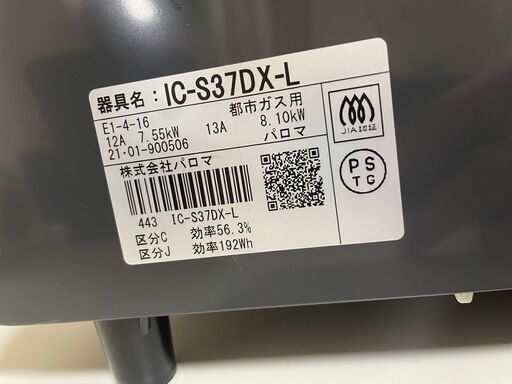 器具名：IC-S37DX-L
E1-4-16 都市ガス用
12A 7.55kW 13A 8.10kW
21･01-900506 パロマ
株式会社パロマ
443 IC-S37DX-L
区分C 効率56.3%
区分J 効率192Wh
JIA認証
PS
TG